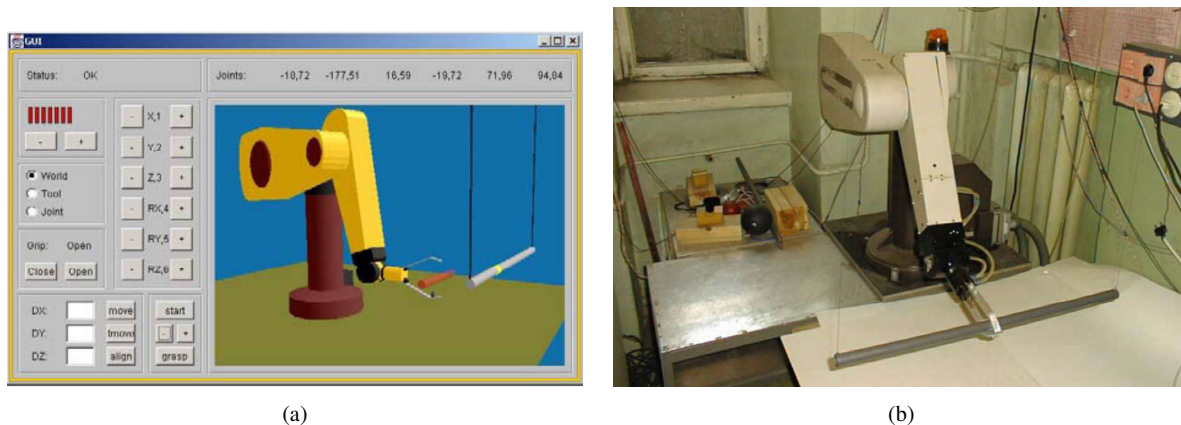 GUI
Status: OK
Joints: -18,72 -177,51 16,59 -19,72 71,96 94,84
- +
- X,1 +
- Y,2 +
- Z,3 +
- RX,4 +
- RY,5 +
- RZ,6 +
World
Tool
Joint
Grip: Open
Close Open
DX: move
DY: tmove
DZ: align
start
- +
grasp
(a)
(b)